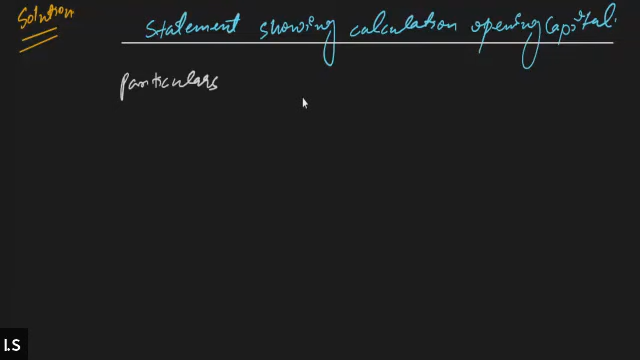 Solution
Statement showing calculation opening Capital.
particulars
I.S